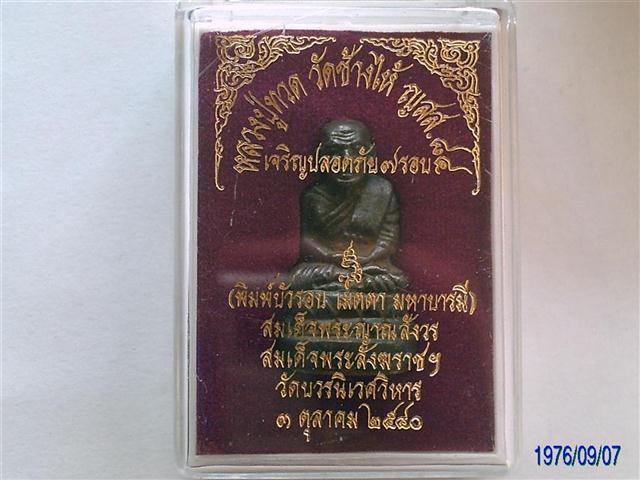 หลวงปู่ทวด วัดช้างไห้ ญสส.
เจริญปลอดภัย ๗ รอบ
(พิมพ์บัวรอบ เม็ตตา มหาบารมี)
สมเด็จพระญาณสังวร
สมเด็จพระสังฆราชฯ
วัดบวรนิเวศวิหาร
๓ ตุลาคม ๒๕๔๐
1976/09/07